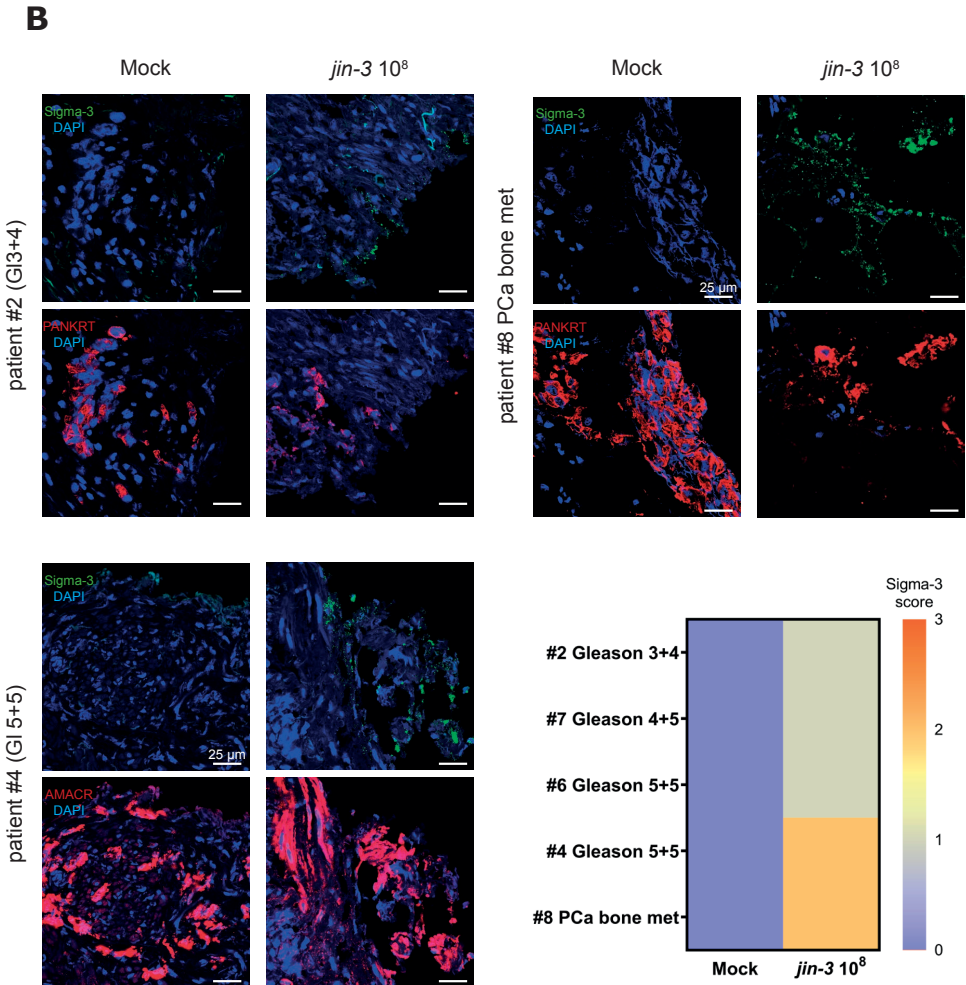 B
Mock
jin-3 10⁸
Mock
jin-3 10⁸
patient #2 (Gl3+4)
Sigma-3
DAPI
PANKRT
DAPI
patient #8 PCa bone met
Sigma-3
DAPI
25 µm
PANKRT
DAPI
patient #4 (Gl 5+5)
Sigma-3
DAPI
25 µm
AMACR
DAPI
Sigma-3
score
3
2
1
0
#2 Gleason 3+4
#7 Gleason 4+5
#6 Gleason 5+5
#4 Gleason 5+5
#8 PCa bone met
Mock
jin-3 10⁸